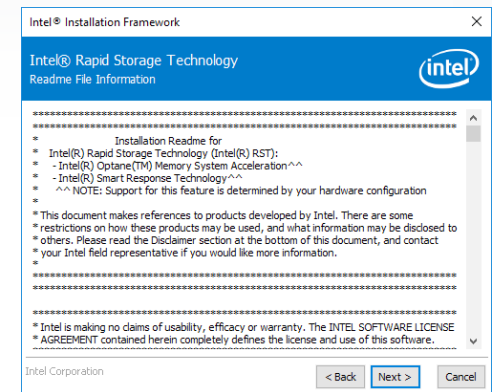 Intel® Installation Framework
Intel® Rapid Storage Technology
Readme File Information
intel
*******************************************************************************
*******************************************************************************
* Installation Readme for
* Intel(R) Rapid Storage Technology (Intel(R) RST):
* - Intel(R) Optane(TM) Memory System Acceleration^^
* - Intel(R) Smart Response Technology^^
* ^^ NOTE: Support for this feature is determined by your hardware configuration
*
* This document makes references to products developed by Intel. There are some
* restrictions on how these products may be used, and what information may be disclosed to
* others. Please read the Disclaimer section at the bottom of this document, and contact
* your Intel field representative if you would like more information.
*
*******************************************************************************
*******************************************************************************
*******************************************************************************
* Intel is making no claims of usability, efficacy or warranty. The INTEL SOFTWARE LICENSE
* AGREEMENT contained herein completely defines the license and use of this software.
*******************************************************************************
Intel Corporation
< Back Next > Cancel